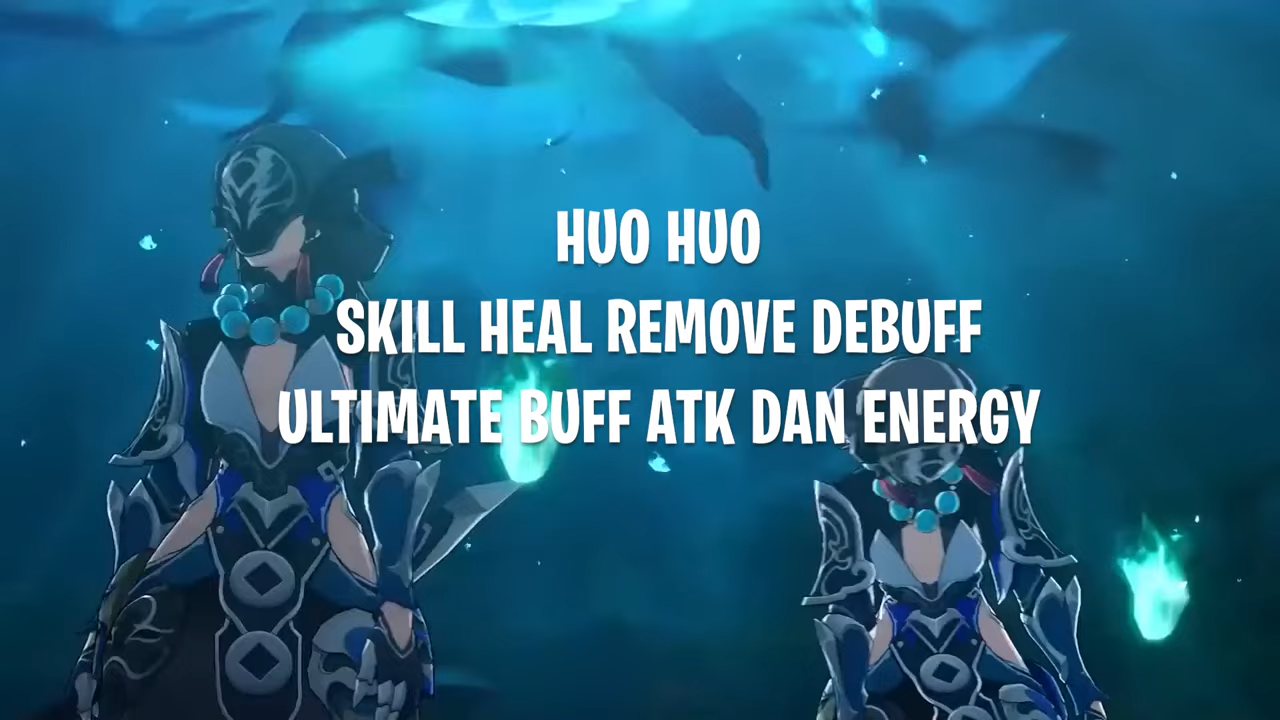 HUO HUO
SKILL HEAL REMOVE DEBUFF
ULTIMATE BUFF ATK DAN ENERGY